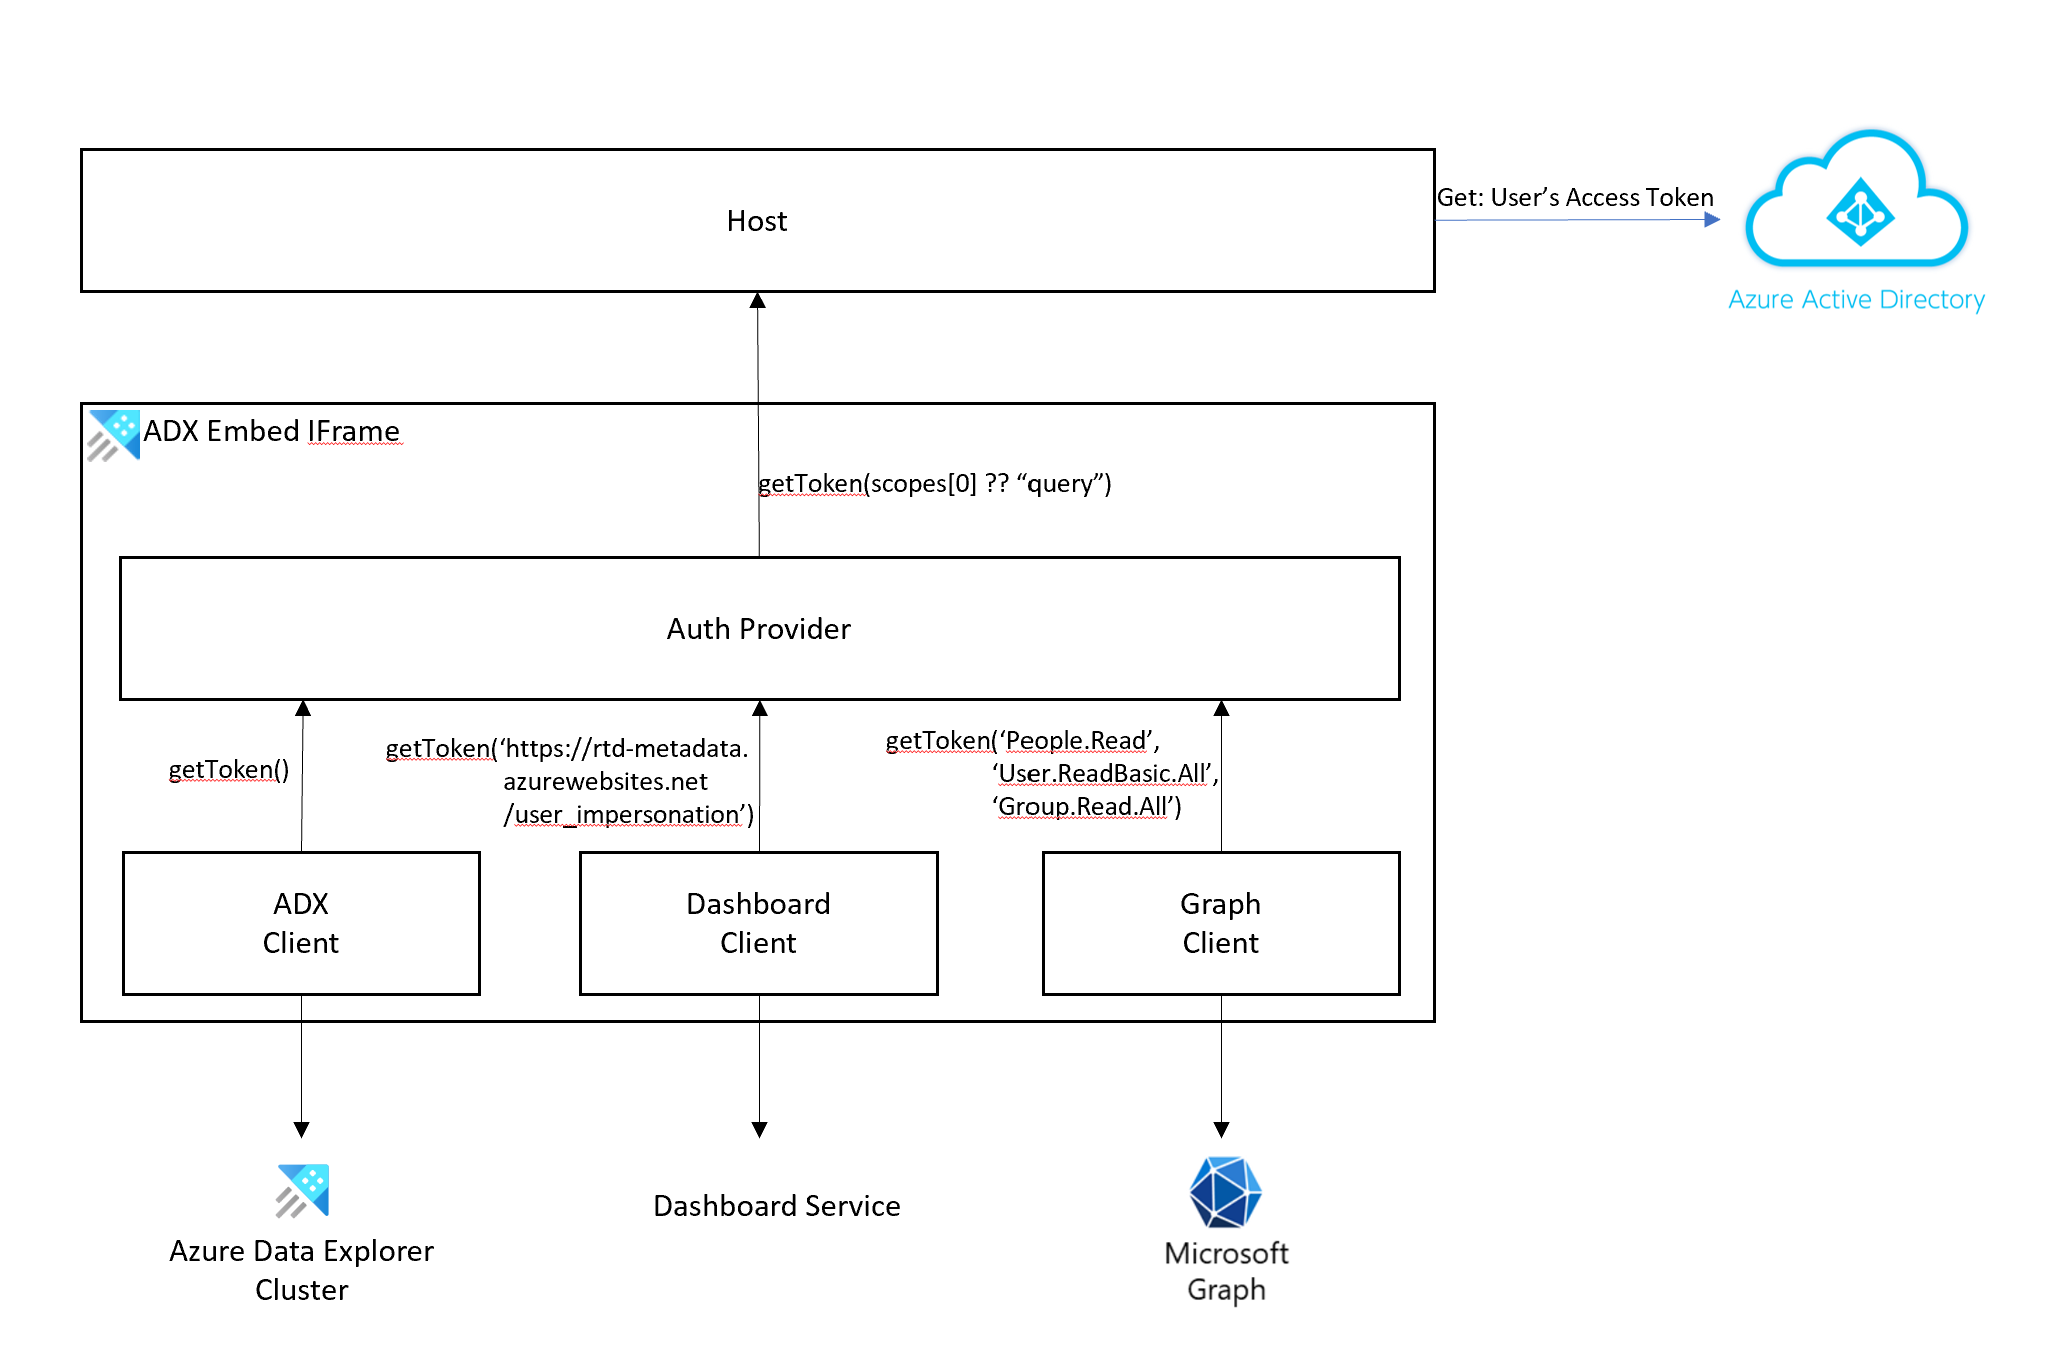 Host
Get: User’s Access Token
Azure Active Directory
ADX Embed IFrame
getToken(scopes[0] ?? “query”)
Auth Provider
getToken()
getToken(‘https://rtd-metadata.
azurewebsites.net
/user_impersonation’)
getToken(‘People.Read’,
‘User.ReadBasic.All’,
‘Group.Read.All’)
ADX
Client
Dashboard
Client
Graph
Client
Azure Data Explorer
Cluster
Dashboard Service
Microsoft
Graph